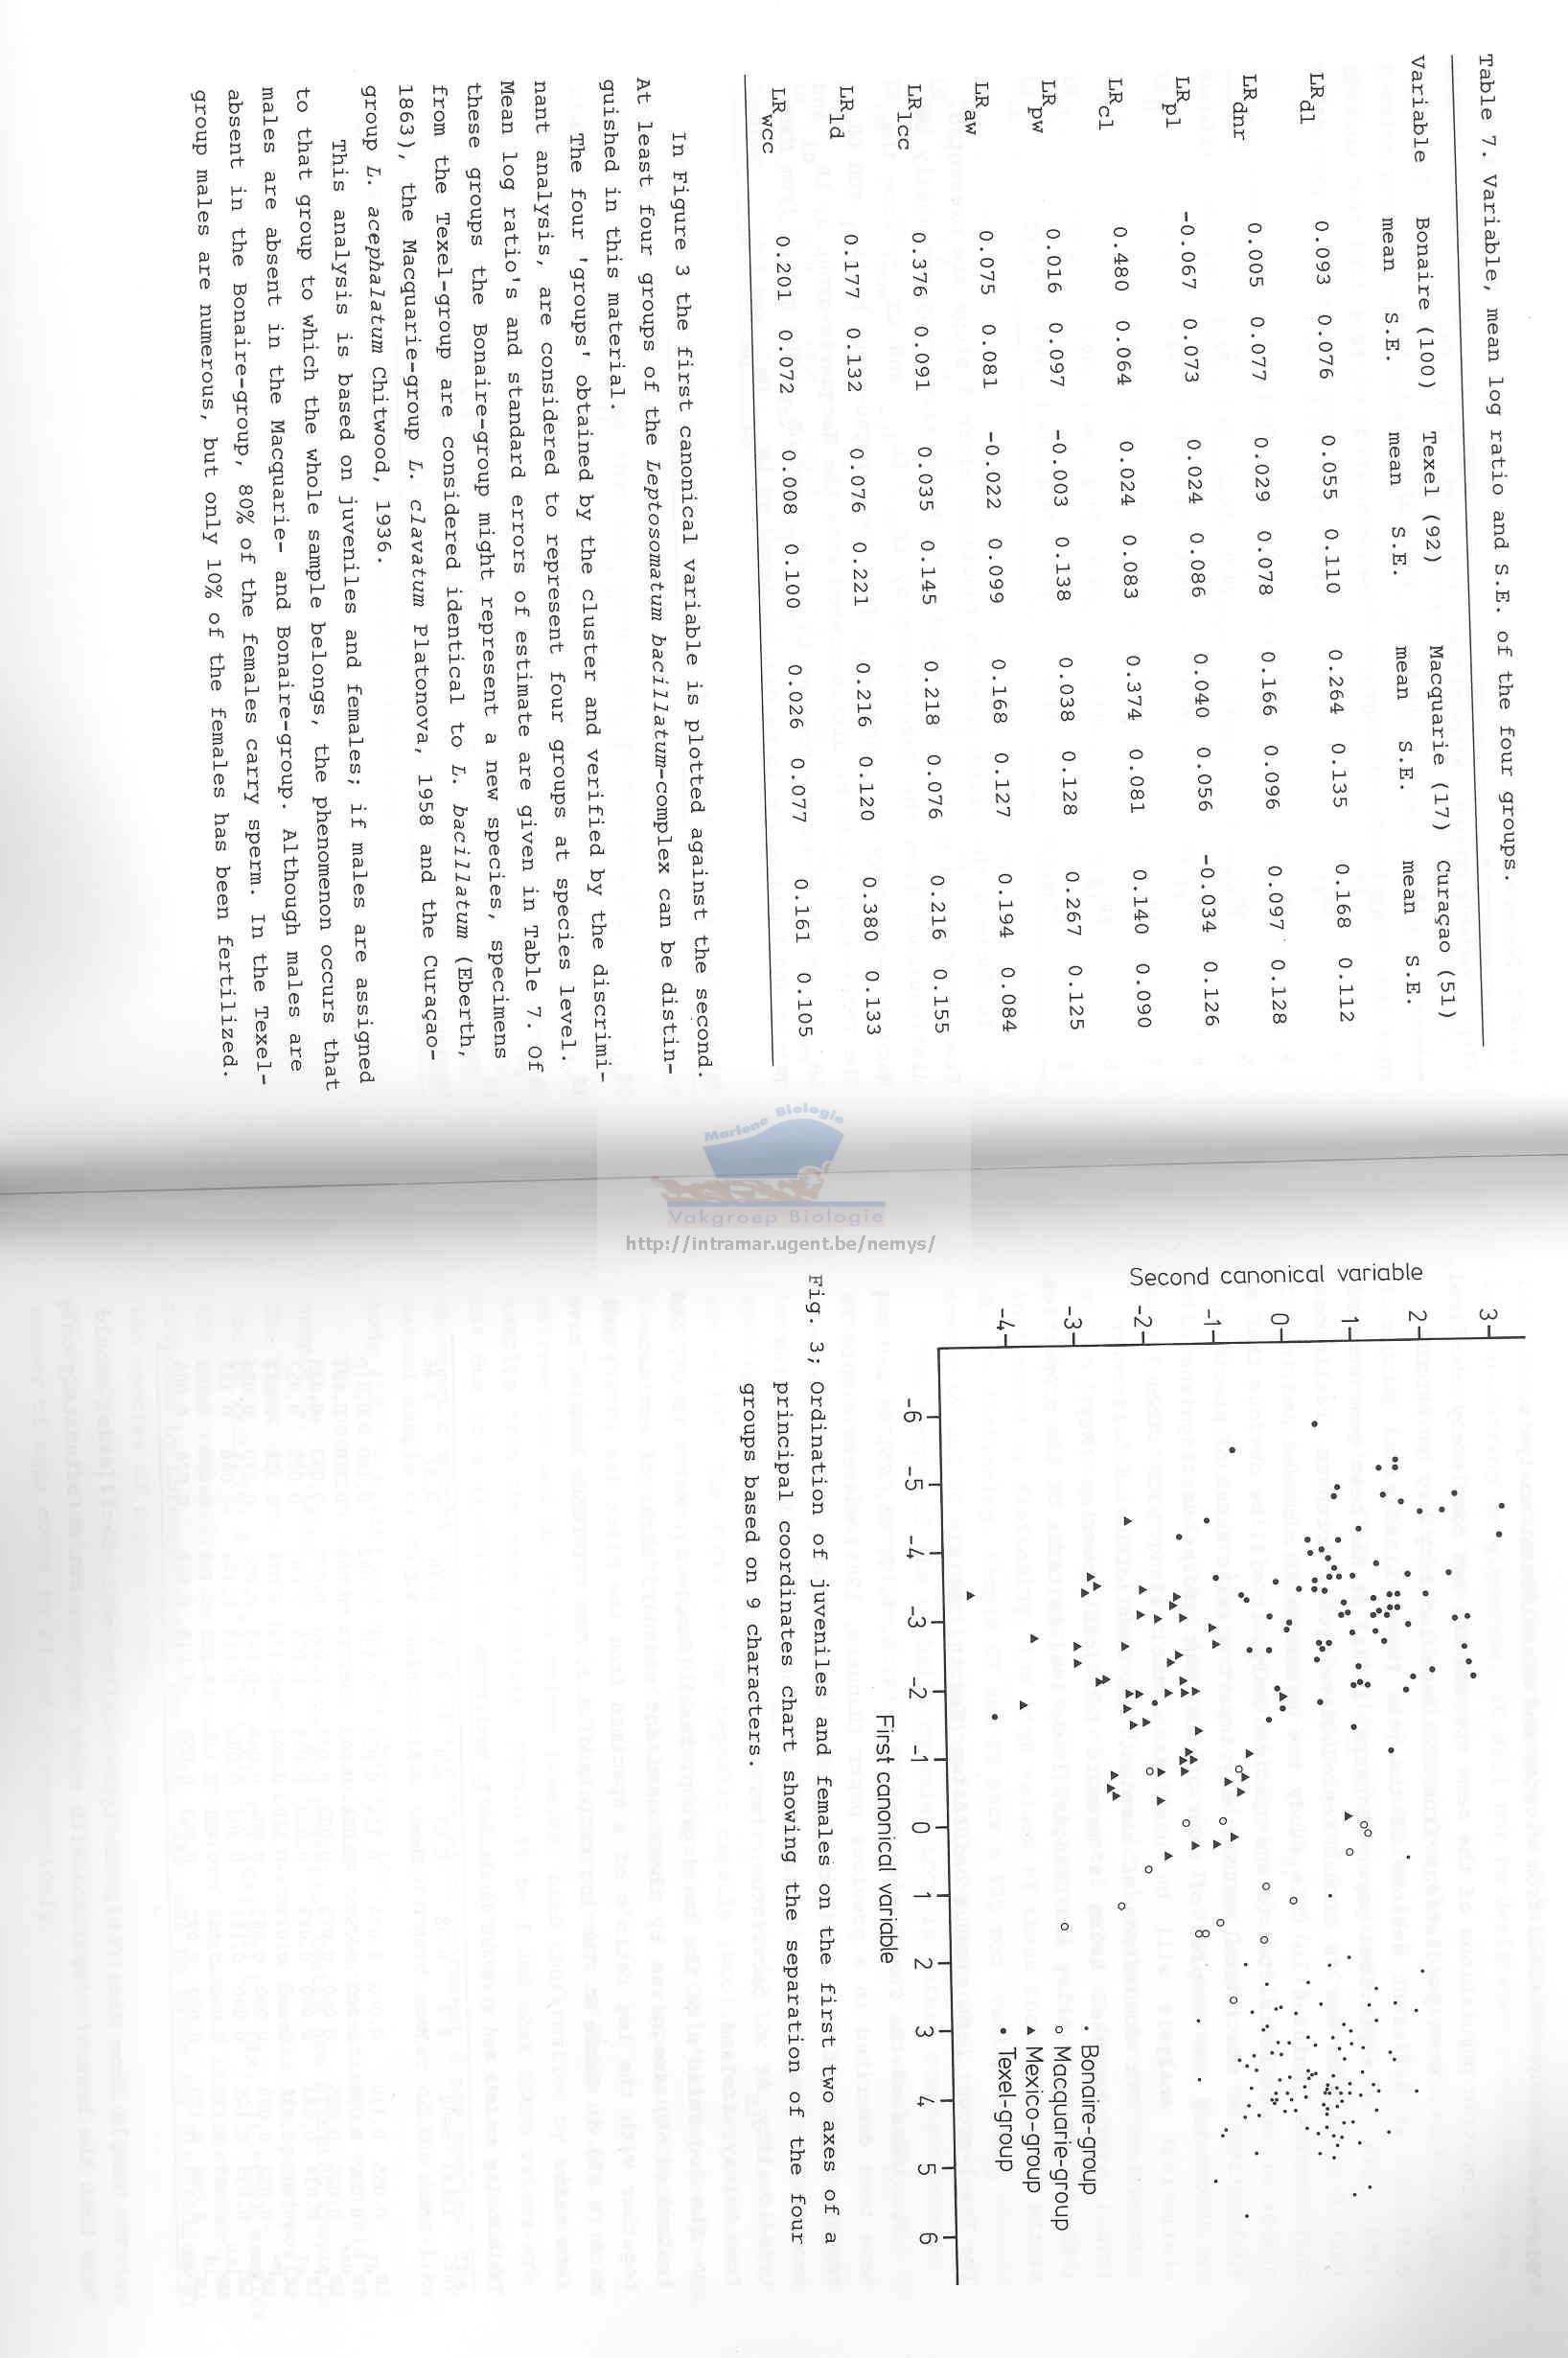 Table 7. Variable, mean log ratio and S.E. of the four groups.
Variable Bonaire (100) Texel (92) Macquarie (17) Curaçao (51)
mean S.E. mean S.E. mean S.E. mean S.E.
LRdl 0.093 0.076 0.055 0.110 0.264 0.135 0.168 0.112
LRdnr 0.005 0.077 0.029 0.078 0.166 0.096 0.097 0.128
LRpl -0.067 0.073 0.024 0.086 0.040 0.056 -0.034 0.126
LRcl 0.480 0.064 0.024 0.083 0.374 0.081 0.140 0.090
LRpw 0.016 0.097 -0.003 0.138 0.038 0.128 0.267 0.125
LRaw 0.075 0.081 -0.022 0.099 0.168 0.127 0.194 0.084
LRlcc 0.376 0.091 0.035 0.145 0.218 0.076 0.216 0.155
LRld 0.177 0.132 0.076 0.221 0.216 0.120 0.380 0.133
LRwcc 0.201 0.072 0.008 0.100 0.026 0.077 0.161 0.105
In Figure 3 the first canonical variable is plotted against the second.
At least four groups of the Leptosomatum bacillatum-complex can be distin-
guished in this material.
The four 'groups' obtained by the cluster and verified by the discrimi-
nant analysis, are considered to represent four groups at species level.
Mean log ratio's and standard errors of estimate are given in Table 7. Of
these groups the Bonaire-group might represent a new species, specimens
from the Texel-group are considered identical to L. bacillatum (Eberth,
1863), the Macquarie-group L. clavatum Platonova, 1958 and the Curaçao-
group L. acephalatum Chitwood, 1936.
This analysis is based on juveniles and females; if males are assigned
to that group to which the whole sample belongs, the phenomenon occurs that
males are absent in the Macquarie- and Bonaire-group. Although males are
absent in the Bonaire-group, 80% of the females carry sperm. In the Texel-
group males are numerous, but only 10% of the females has been fertilized.
Mariene Biologie
Vakgroep Biologie
http://intramar.ugent.be/nemys/
Second canonical variable
3
2
1
0
-1
-2
-3
-4
-6 -5 -4 -3 -2 -1 0 1 2 3 4 5 6
First canonical variable
Bonaire-group
Macquarie-group
Mexico-group
Texel-group
Fig. 3; Ordination of juveniles and females on the first two axes of a
principal coordinates chart showing the separation of the four
groups based on 9 characters.